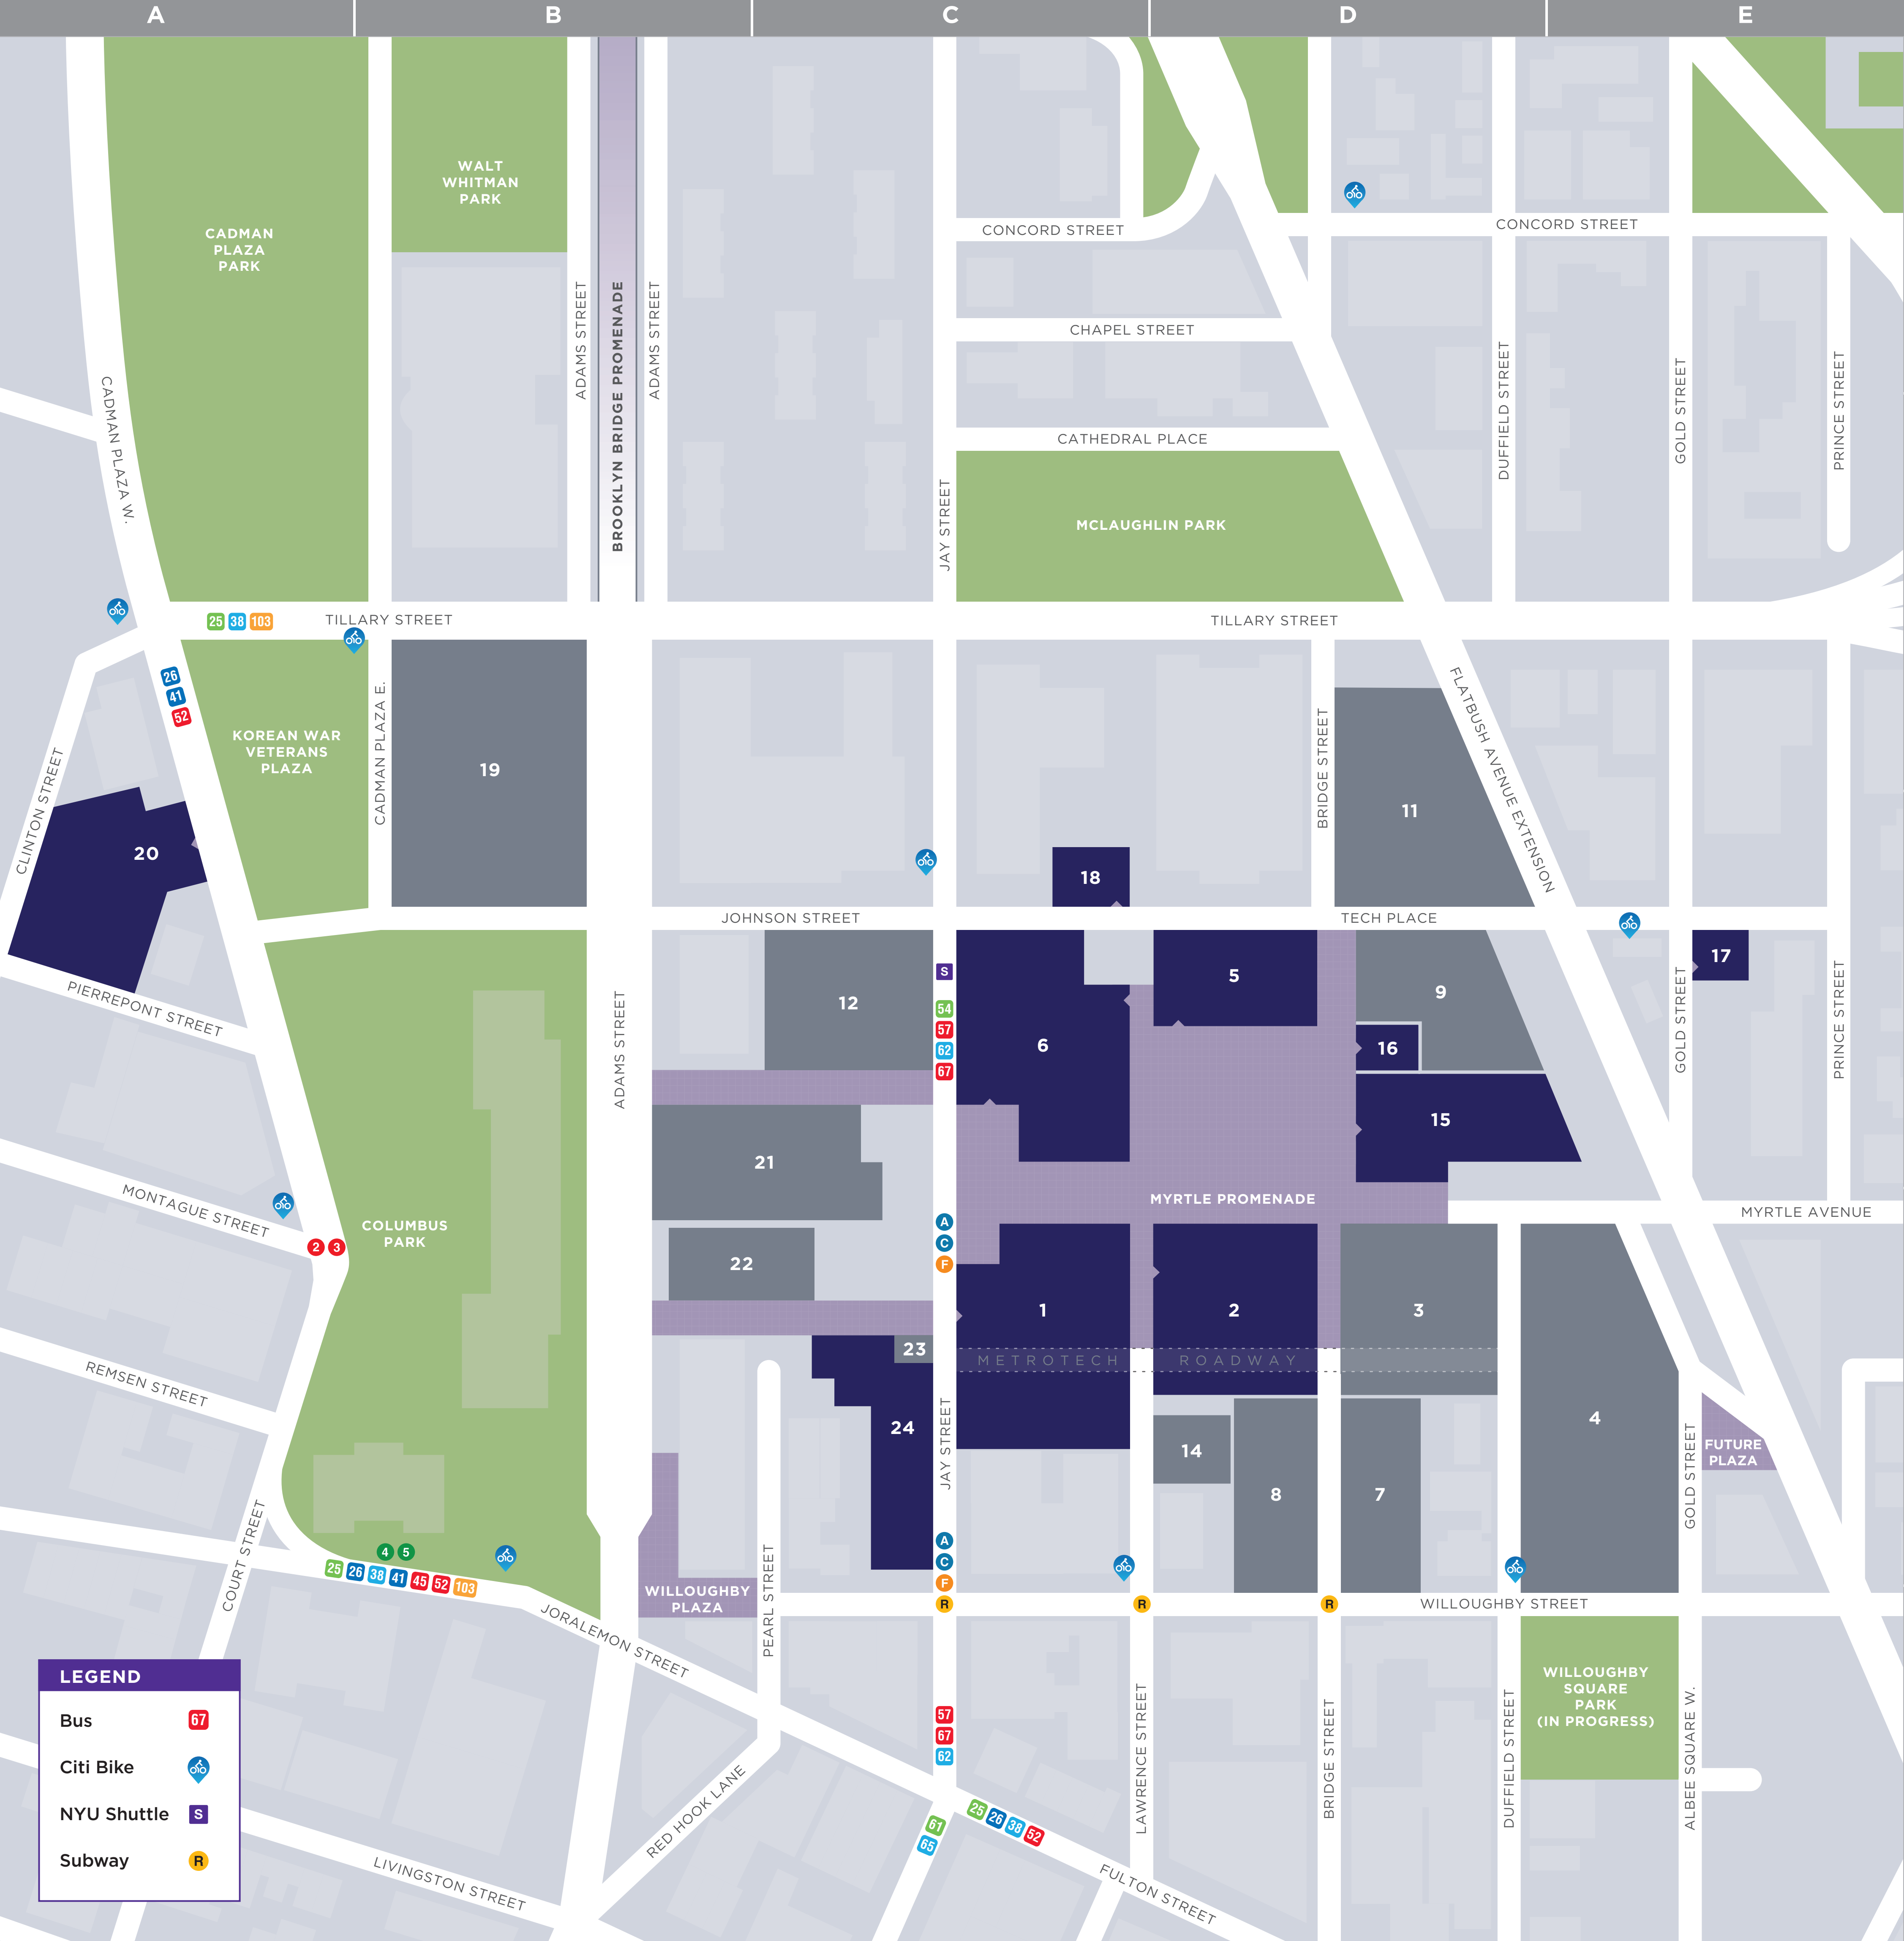 A
B
C
D
E
WALT
WHITMAN
PARK
CADMAN
PLAZA
PARK
CONCORD STREET
CONCORD STREET
CHAPEL STREET
CATHEDRAL PLACE
MCLAUGHLIN PARK
CADMAN PLAZA W.
ADAMS STREET
BROOKLYN BRIDGE PROMENADE
ADAMS STREET
JAY STREET
DUFFIELD STREET
GOLD STREET
PRINCE STREET
25 38 103
TILLARY STREET
TILLARY STREET
26
41
52
KOREAN WAR
VETERANS
PLAZA
CADMAN PLAZA E.
CLINTON STREET
19
20
BRIDGE STREET
11
FLATBUSH AVENUE EXTENSION
18
JOHNSON STREET
TECH PLACE
PIERREPONT STREET
ADAMS STREET
12
S
54
57
62
67
6
5
9
16
15
17
GOLD STREET
PRINCE STREET
21
22
MONTAGUE STREET
2 3
COLUMBUS
PARK
A
C
F
MYRTLE PROMENADE
MYRTLE AVENUE
1
2
3
METROTECH ROADWAY
23
24
REMSEN STREET
JAY STREET
14
8
7
4
GOLD STREET
FUTURE
PLAZA
COURT STREET
4 5
25 26 38 41 45 52 103
JORALEMON STREET
WILLOUGHBY
PLAZA
PEARL STREET
A
C
F
R
R
R
WILLOUGHBY STREET
WILLOUGHBY
SQUARE
PARK
(IN PROGRESS)
57
67
62
LAWRENCE STREET
BRIDGE STREET
DUFFIELD STREET
ALBEE SQUARE W.
RED HOOK LANE
61
65
25 26 38 52
FULTON STREET
LIVINGSTON STREET
LEGEND
Bus 67
Citi Bike
NYU Shuttle S
Subway R